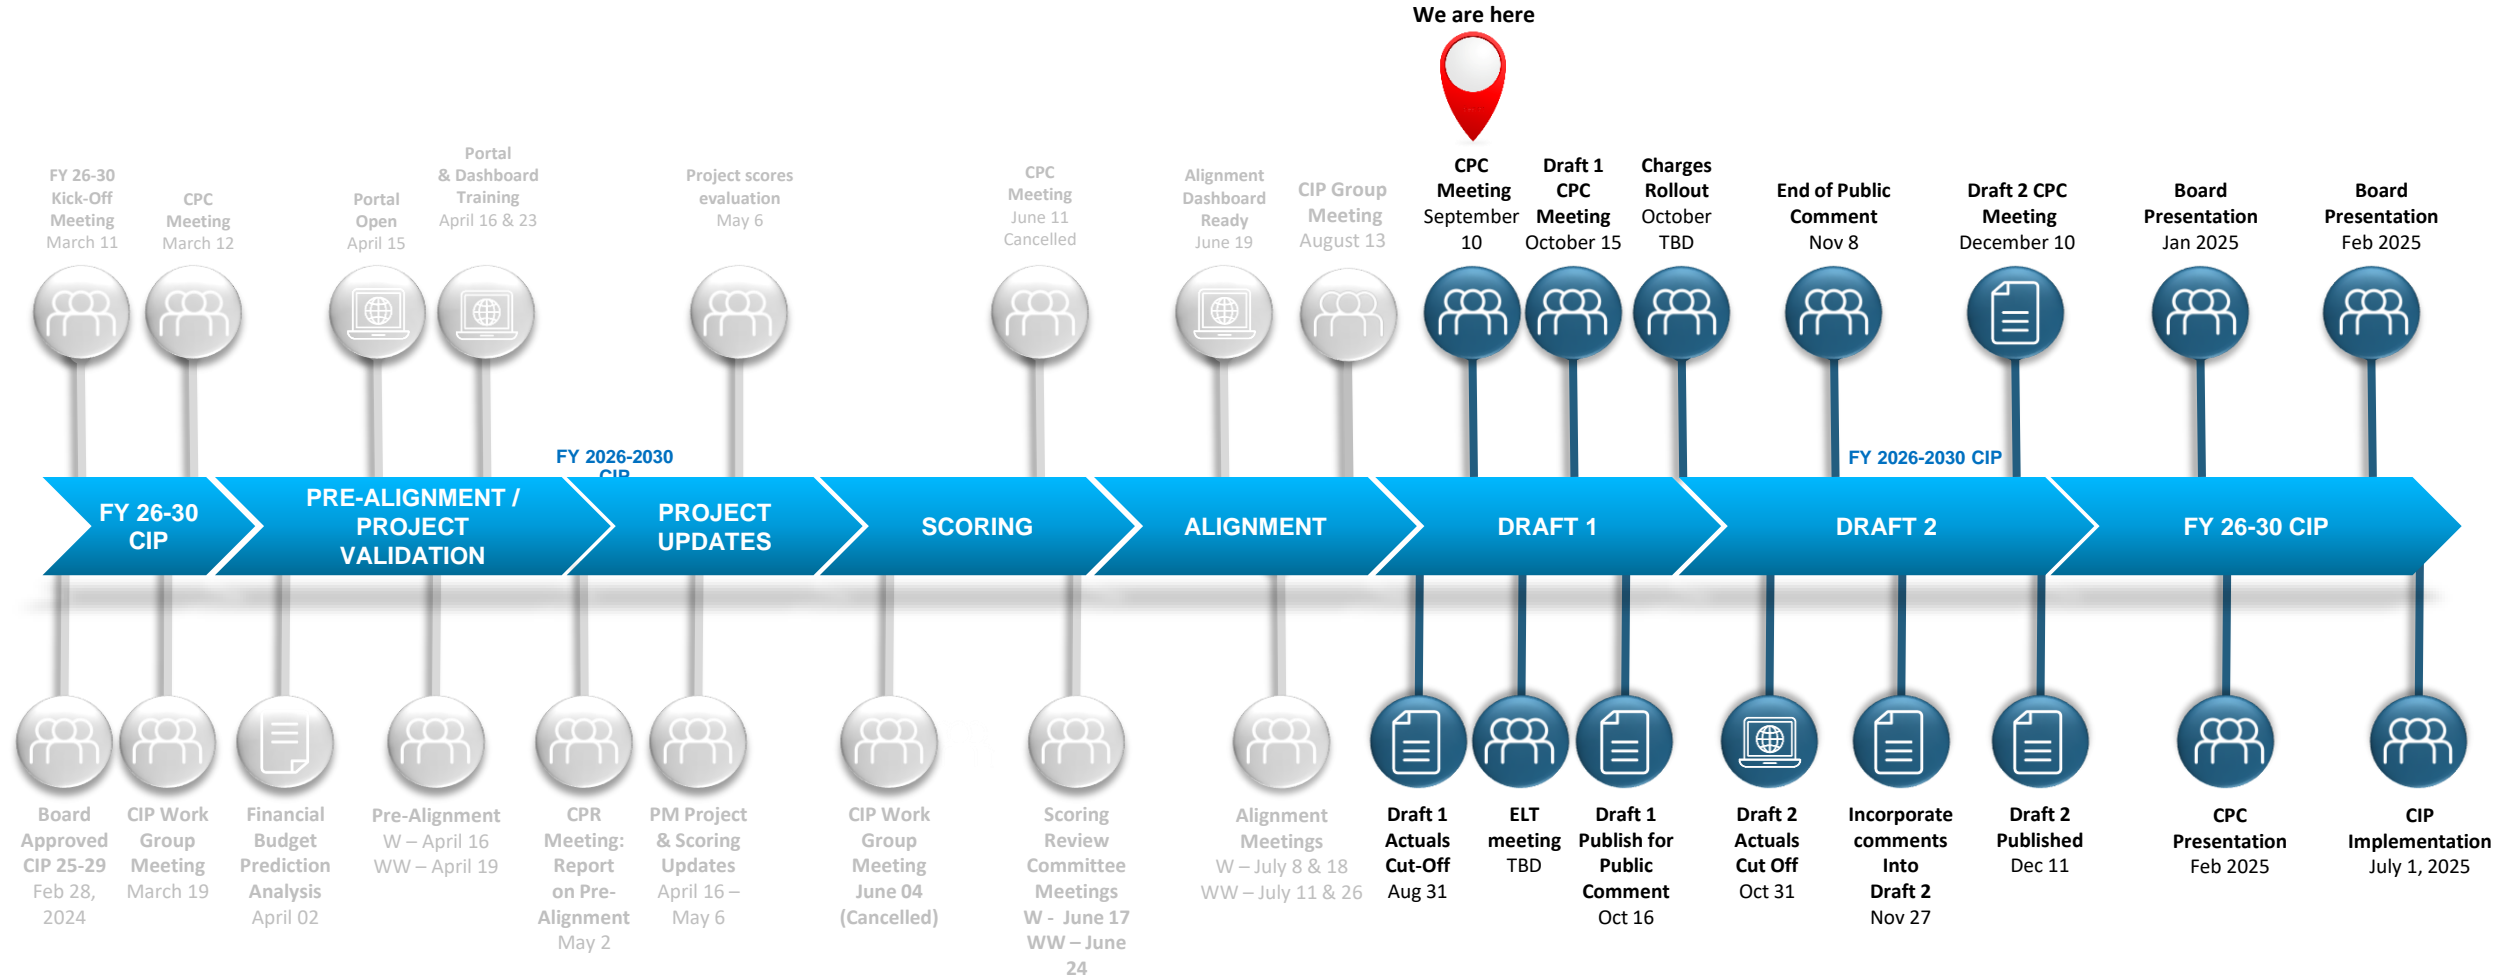 We are here
FY 26-30
Kick-Off
Meeting
March 11
CPC
Meeting
March 12
Portal
Open
April 15
Portal
& Dashboard
Training
April 16 & 23
Project scores
evaluation
May 6
CPC
Meeting
June 11
Cancelled
Alignment
Dashboard
Ready
June 19
CIP Group
Meeting
August 13
CPC
Meeting
September
10
Draft 1
CPC
Meeting
October 15
Charges
Rollout
October
TBD
End of Public
Comment
Nov 8
Draft 2 CPC
Meeting
December 10
Board
Presentation
Jan 2025
Board
Presentation
Feb 2025
FY 2026-2030
CIP
FY 2026-2030 CIP
FY 26-30
CIP
PRE-ALIGNMENT /
PROJECT
VALIDATION
PROJECT
UPDATES
SCORING
ALIGNMENT
DRAFT 1
DRAFT 2
FY 26-30 CIP
Board
Approved
CIP 25-29
Feb 28,
2024
CIP Work
Group
Meeting
March 19
Financial
Budget
Prediction
Analysis
April 02
Pre-Alignment
W – April 16
WW – April 19
CPR
Meeting:
Report
on Pre-
Alignment
May 2
PM Project
& Scoring
Updates
April 16 –
May 6
CIP Work
Group
Meeting
June 04
(Cancelled)
Scoring
Review
Committee
Meetings
W - June 17
WW – June
24
Alignment
Meetings
W – July 8 & 18
WW – July 11 & 26
Draft 1
Actuals
Cut-Off
Aug 31
ELT
meeting
TBD
Draft 1
Publish for
Public
Comment
Oct 16
Draft 2
Actuals
Cut Off
Oct 31
Incorporate
comments
Into
Draft 2
Nov 27
Draft 2
Published
Dec 11
CPC
Presentation
Feb 2025
CIP
Implementation
July 1, 2025